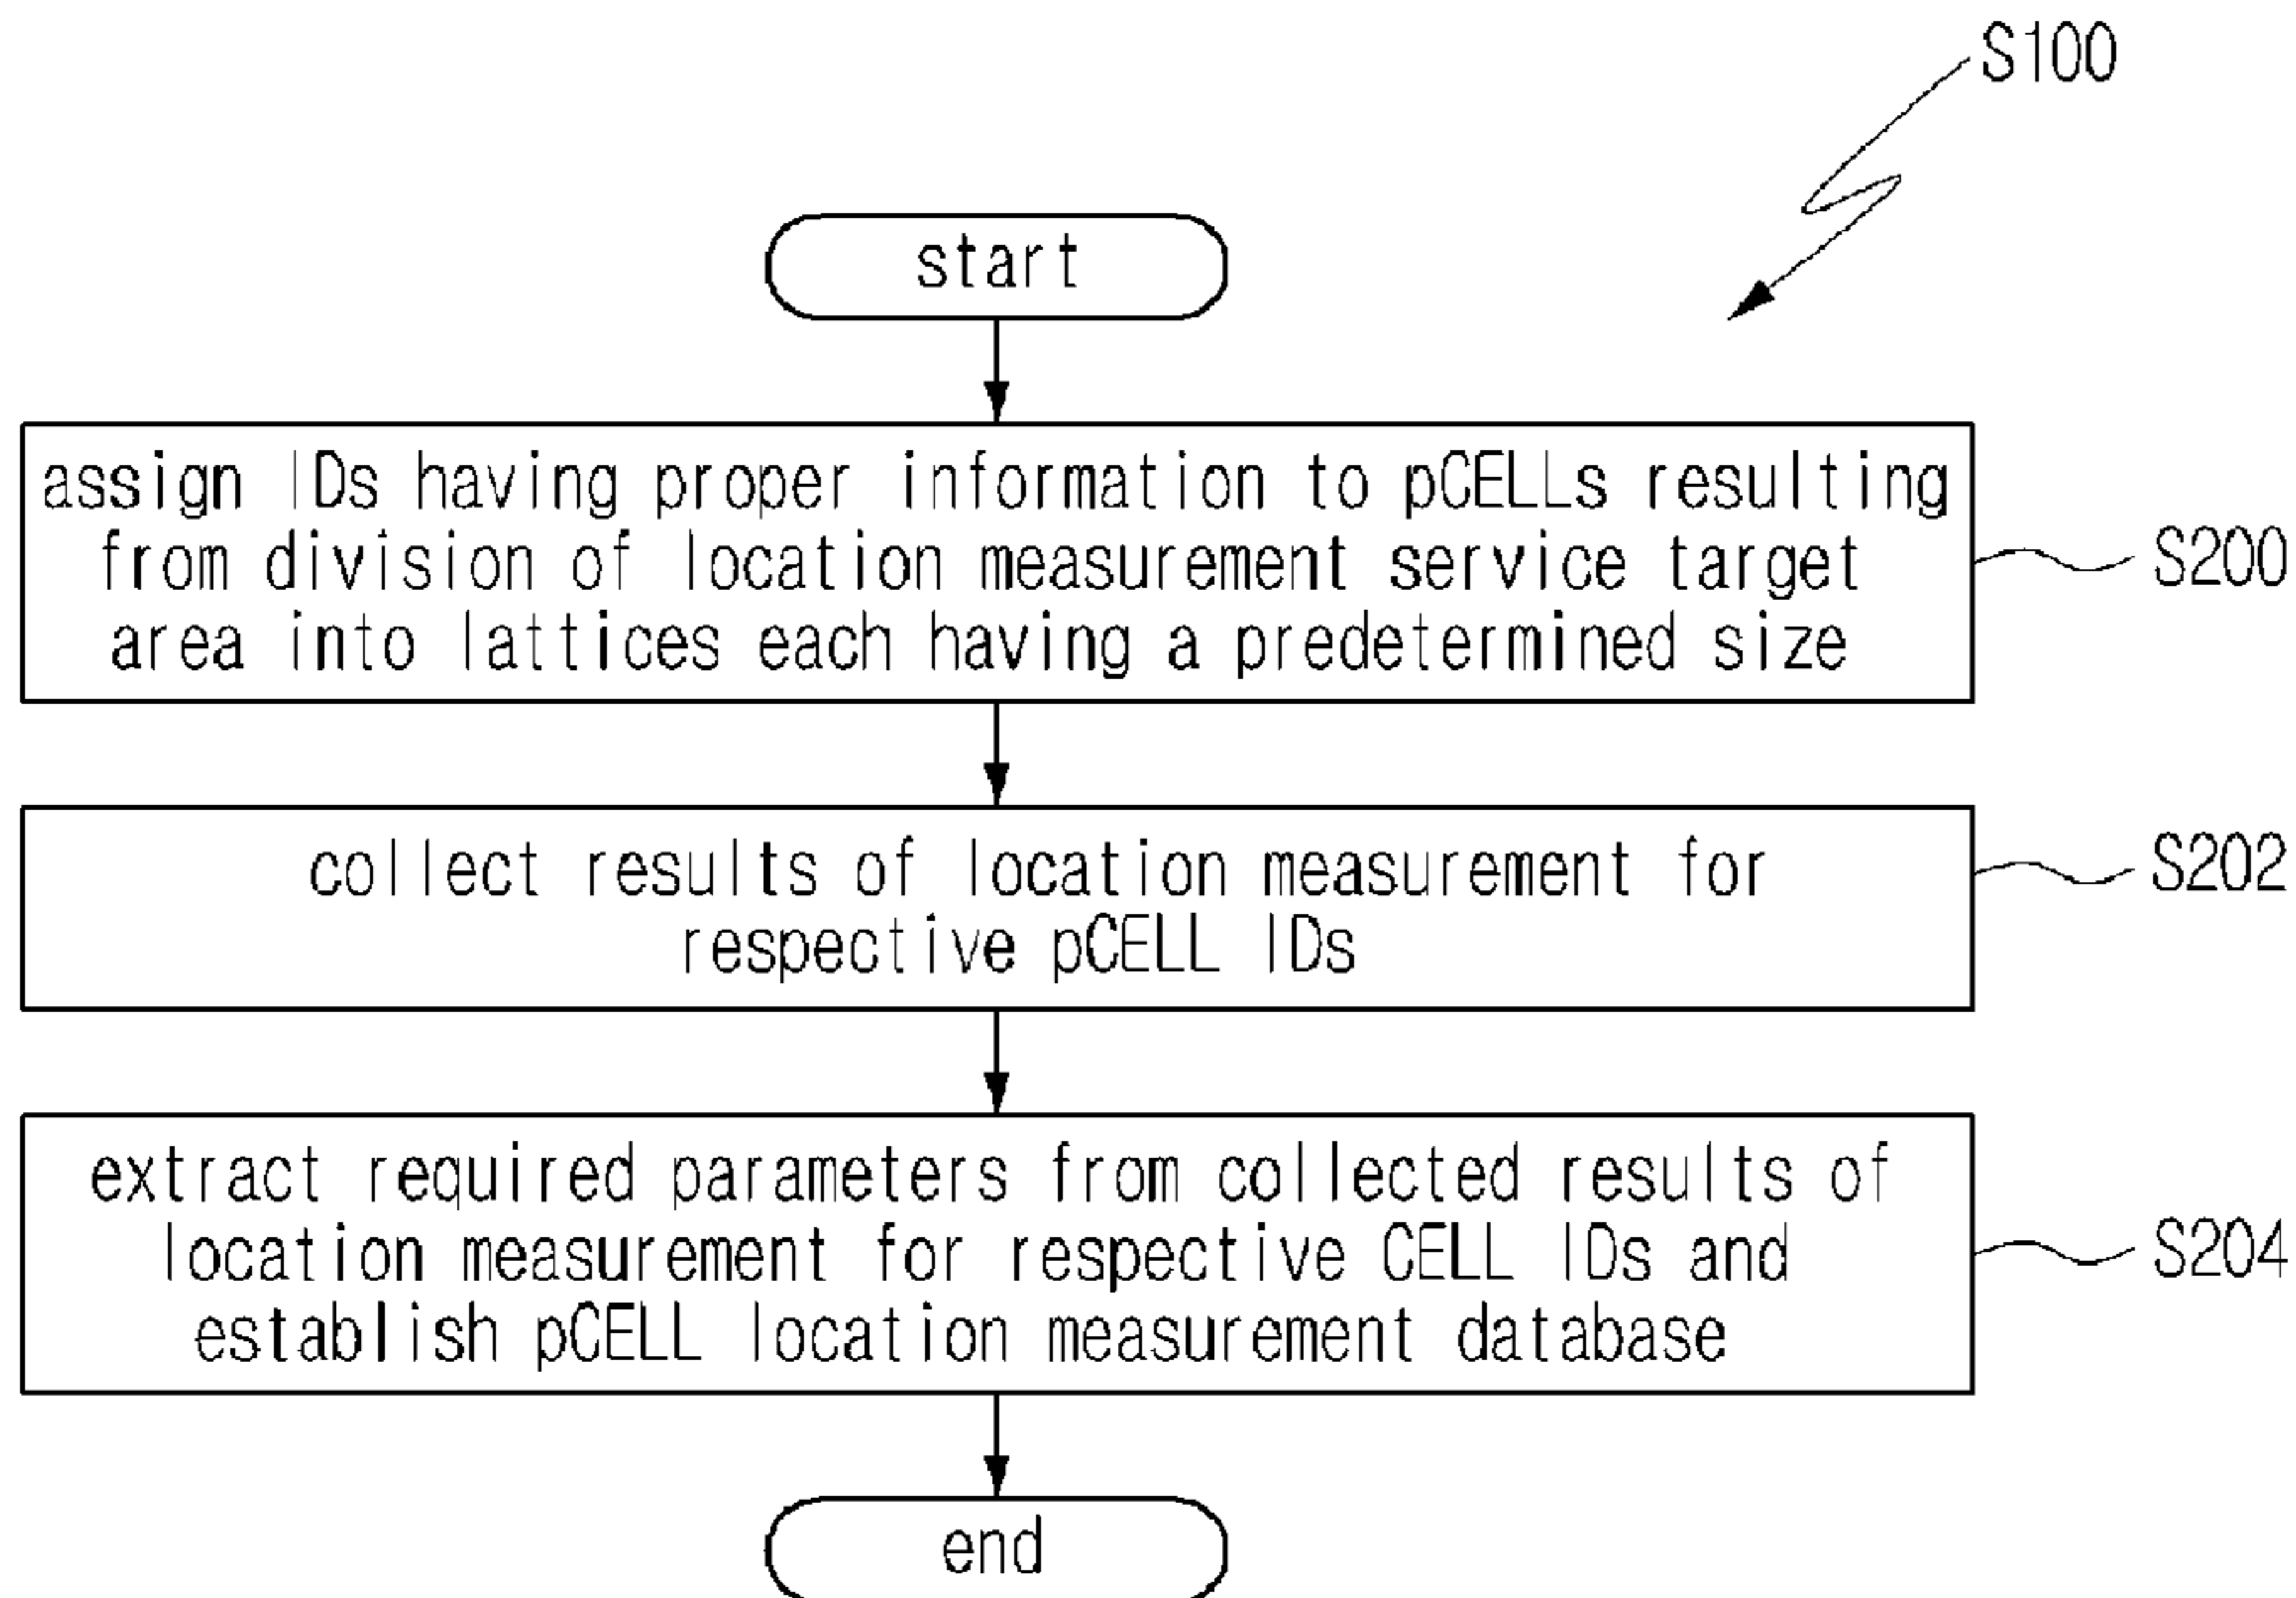 S100
start
assign IDs having proper information to pCELLs resulting
from division of location measurement service target
area into lattices each having a predetermined size
S200
collect results of location measurement for
respective pCELL IDs
S202
extract required parameters from collected results of
location measurement for respective CELL IDs and
establish pCELL location measurement database
S204
end